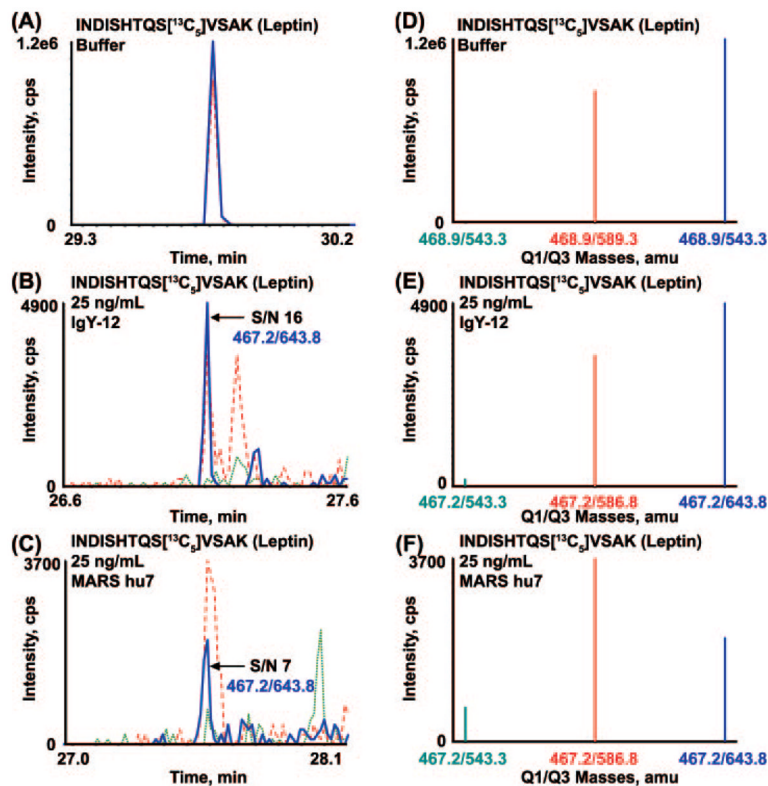 (A)
INDISHTQS[¹³C₅]VSAK (Leptin)
Buffer
1.2e6
Intensity, cps
0
29.3
30.2
Time, min
(D)
INDISHTQS[¹³C₅]VSAK (Leptin)
Buffer
1.2e6
Intensity, cps
0
468.9/543.3
468.9/589.3
468.9/543.3
Q1/Q3 Masses, amu
(B)
INDISHTQS[¹³C₅]VSAK (Leptin)
25 ng/mL
IgY-12
4900
S/N 16
467.2/643.8
Intensity, cps
0
26.6
27.6
Time, min
(E)
INDISHTQS[¹³C₅]VSAK (Leptin)
25 ng/mL
IgY-12
4900
Intensity, cps
0
467.2/543.3
467.2/586.8
467.2/643.8
Q1/Q3 Masses, amu
(C)
INDISHTQS[¹³C₅]VSAK (Leptin)
25 ng/mL
MARS hu7
3700
Intensity, cps
S/N 7
467.2/643.8
0
27.0
28.1
Time, min
(F)
INDISHTQS[¹³C₅]VSAK (Leptin)
25 ng/mL
MARS hu7
3700
Intensity, cps
0
467.2/543.3
467.2/586.8
467.2/643.8
Q1/Q3 Masses, amu